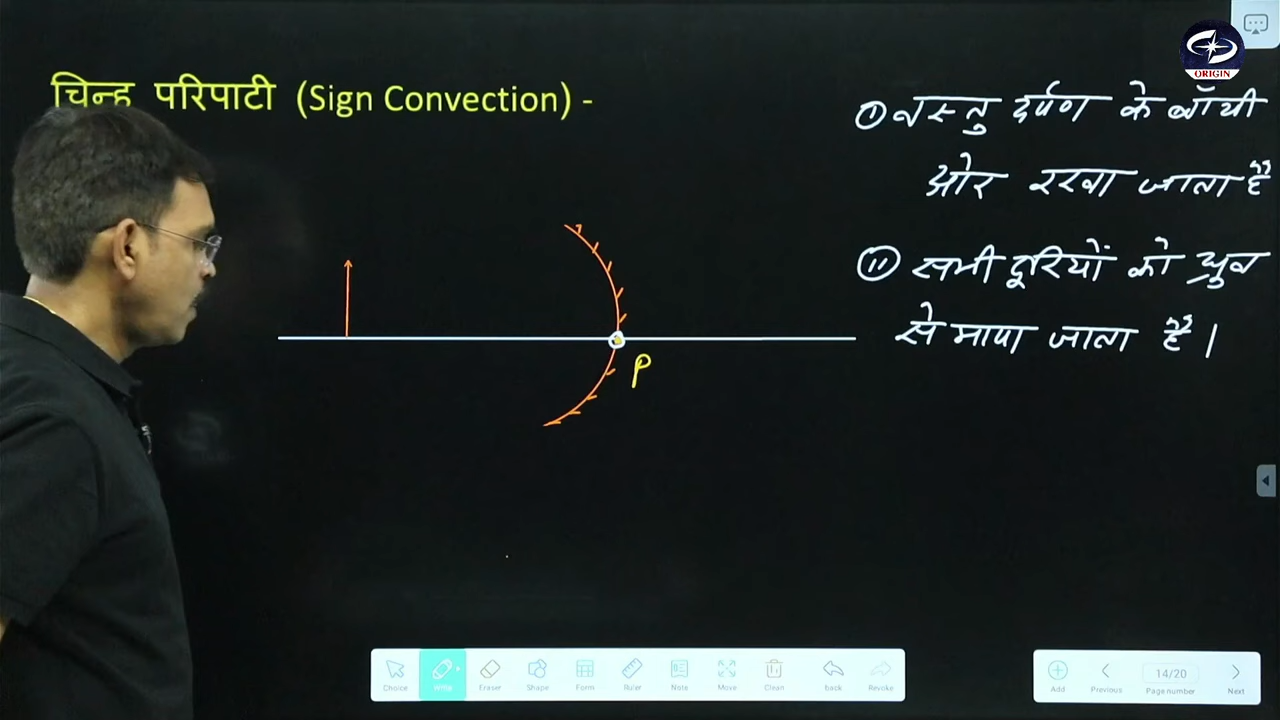 चिन्ह परिपाटी (Sign Convection) -
ORIGIN
① वस्तु दर्पण के बाँयी
ओर रखा जाता है
॥ सभी दूरियों को ध्रुव
से मापा जाता है।
P
Choice
Write
Eraser
Shape
Form
Ruler
Note
Move
Clean
back
Revoke
Add
Previous
14/20
Page number
Next